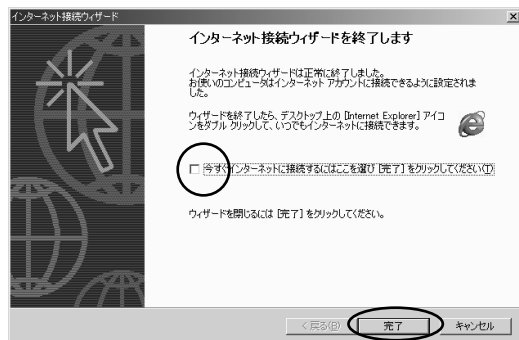 インターネット接続ウィザード
インターネット接続ウィザードを終了します
インターネット接続ウィザードは正常に終了しました。
お使いのコンピュータはインターネット アカウントに接続できるように設定されま
した。
ウィザードを終了したら、デスクトップ上の [Internet Explorer] アイコ
ンをダブル クリックして、いつでもインターネットに接続できます。
今すぐインターネットに接続するにはここを選び [完了] をクリックしてください(T)
ウィザードを閉じるには [完了] をクリックしてください。
< 戻る(B) 完了 キャンセル